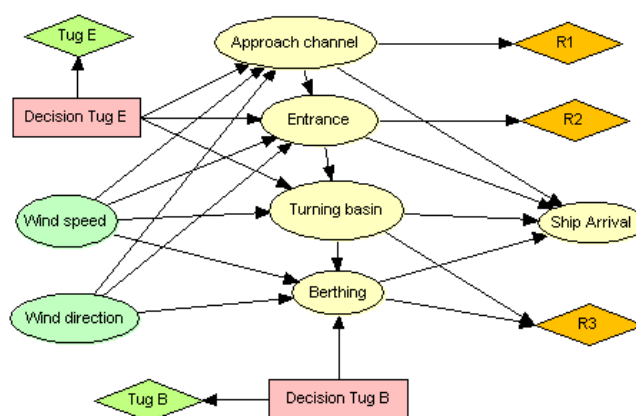 Tug E
Approach channel
R1
Decision Tug E
Entrance
R2
Wind speed
Turning basin
Ship Arrival
Berthing
Wind direction
R3
Tug B
Decision Tug B